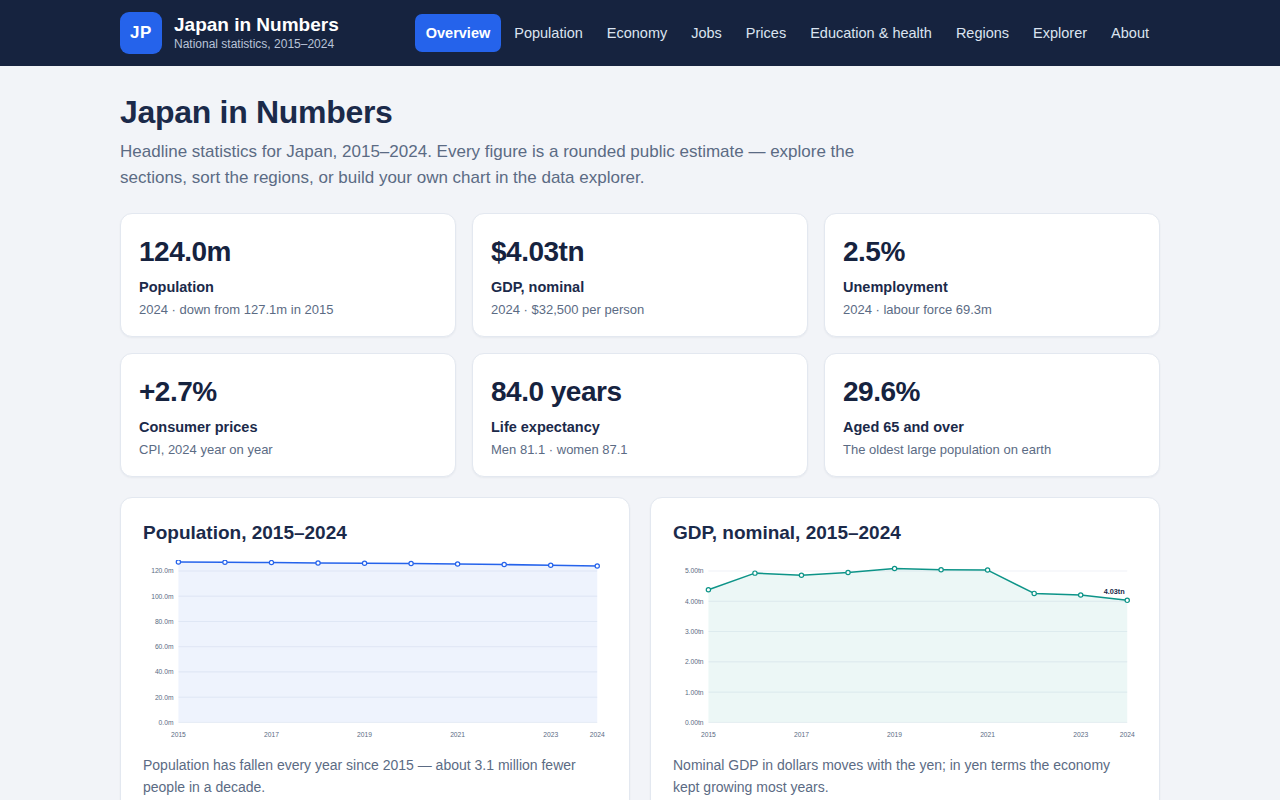 JP
Japan in Numbers
National statistics, 2015–2024
Overview
Population
Economy
Jobs
Prices
Education & health
Regions
Explorer
About
Japan in Numbers
Headline statistics for Japan, 2015–2024. Every figure is a rounded public estimate — explore the
sections, sort the regions, or build your own chart in the data explorer.
124.0m
Population
2024 · down from 127.1m in 2015
$4.03tn
GDP, nominal
2024 · $32,500 per person
2.5%
Unemployment
2024 · labour force 69.3m
+2.7%
Consumer prices
CPI, 2024 year on year
84.0 years
Life expectancy
Men 81.1 · women 87.1
29.6%
Aged 65 and over
The oldest large population on earth
Population, 2015–2024
120.0m
100.0m
80.0m
60.0m
40.0m
20.0m
0.0m
2015 2017 2019 2021 2023 2024
Population has fallen every year since 2015 — about 3.1 million fewer
people in a decade.
GDP, nominal, 2015–2024
5.00tn
4.03tn
4.00tn
3.00tn
2.00tn
1.00tn
0.00tn
2015 2017 2019 2021 2023 2024
Nominal GDP in dollars moves with the yen; in yen terms the economy
kept growing most years.